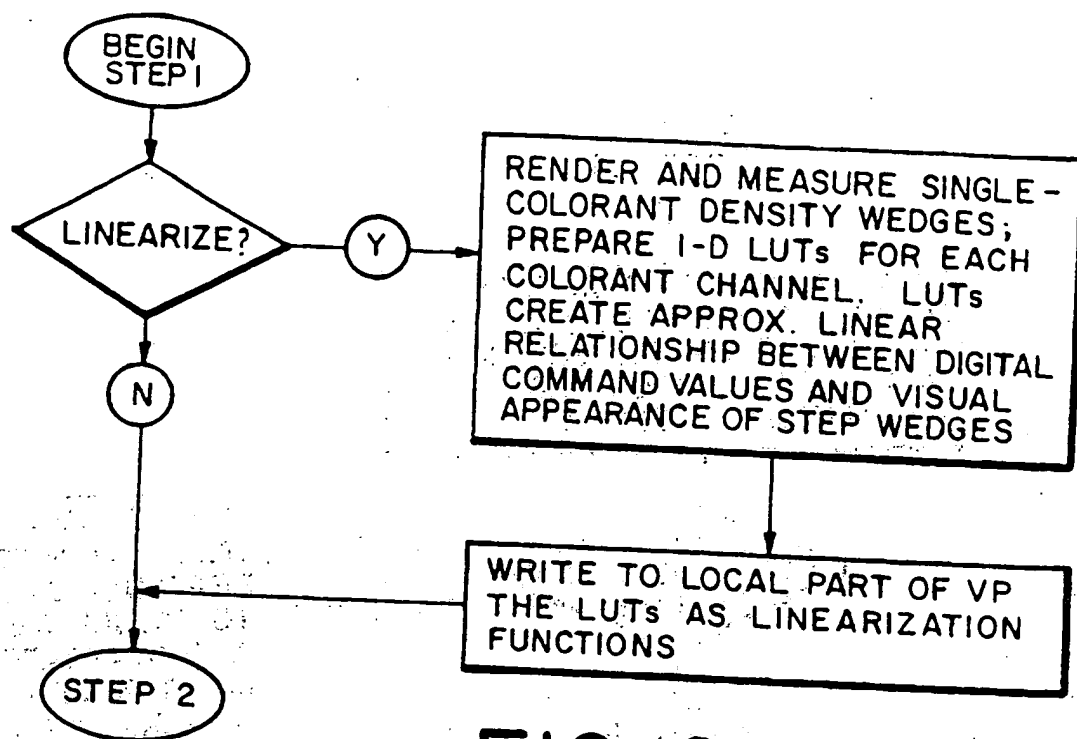 BEGIN
STEP 1
LINEARIZE?
Y
RENDER AND MEASURE SINGLE-
COLORANT DENSITY WEDGES;
PREPARE 1-D LUTs FOR EACH
COLORANT CHANNEL. LUTs
CREATE APPROX. LINEAR
RELATIONSHIP BETWEEN DIGITAL
COMMAND VALUES AND VISUAL
APPEARANCE OF STEP WEDGES
N
WRITE TO LOCAL PART OF VP
THE LUTs AS LINEARIZATION
FUNCTIONS
STEP 2